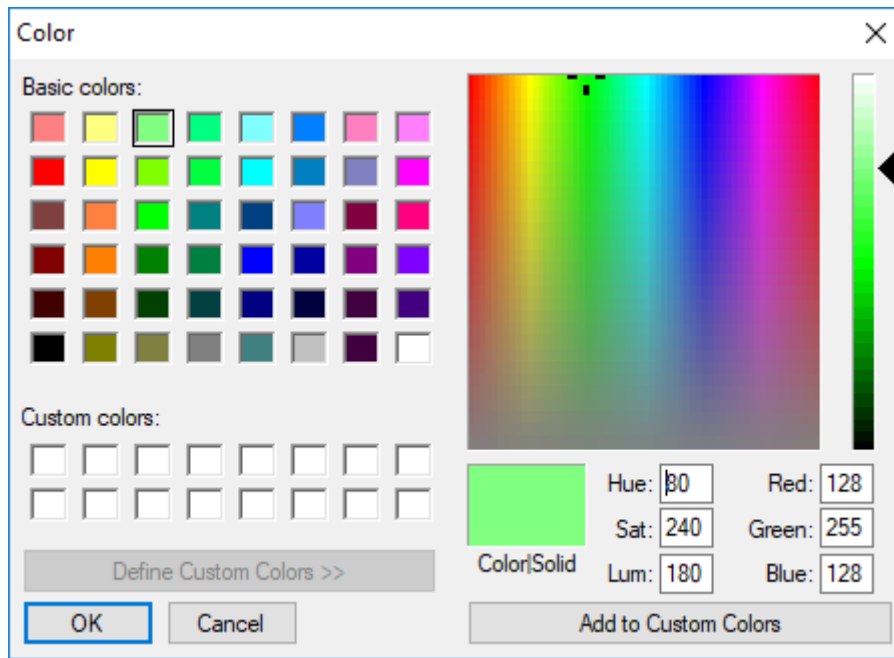 Color
Basic colors:
Custom colors:
Define Custom Colors >>
OK
Cancel
Color|Solid
Hue: 80
Sat: 240
Lum: 180
Red: 128
Green: 255
Blue: 128
Add to Custom Colors